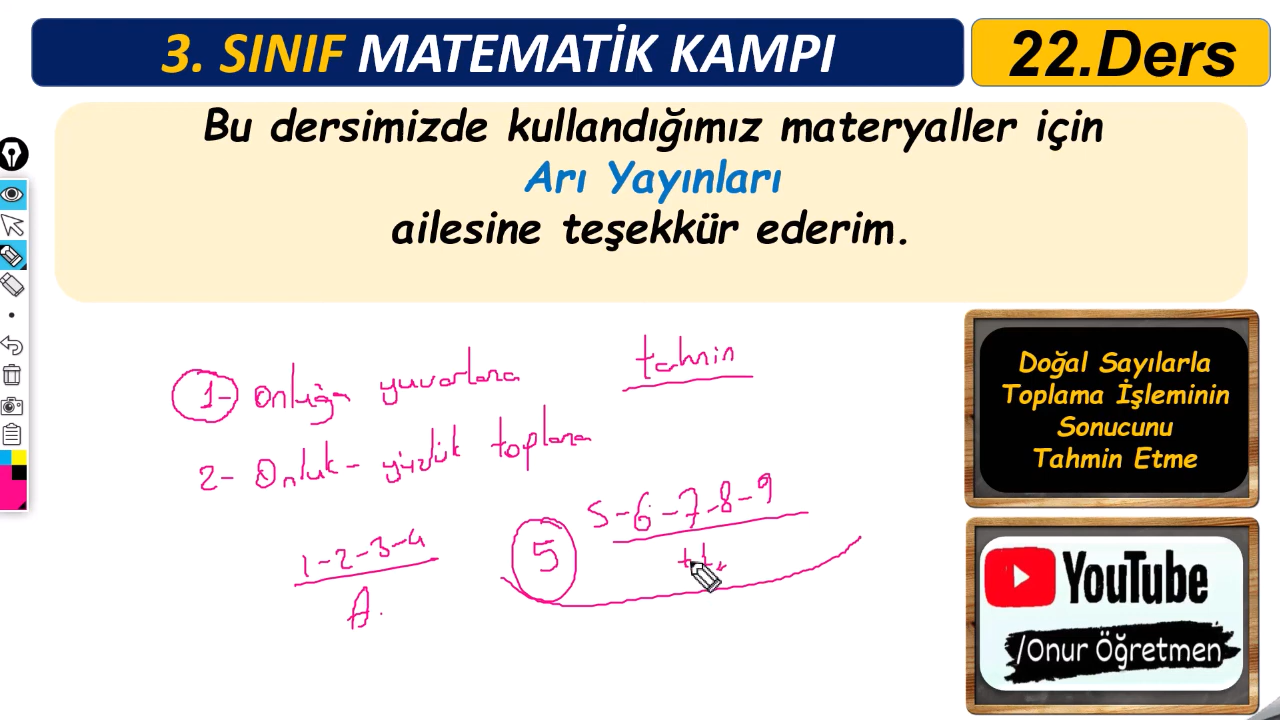 3. SINIF MATEMATİK KAMPI
22.Ders
Bu dersimizde kullandığımız materyaller için
Arı Yayınları
ailesine teşekkür ederim.
tahmin
1- Onluğa yuvarlama
2- Onluk - yüzlük toplama
5-6-7-8-9
1-2-3-4
5
A.
Doğal Sayılarla
Toplama İşleminin
Sonucunu
Tahmin Etme
YouTube
/Onur Öğretmen